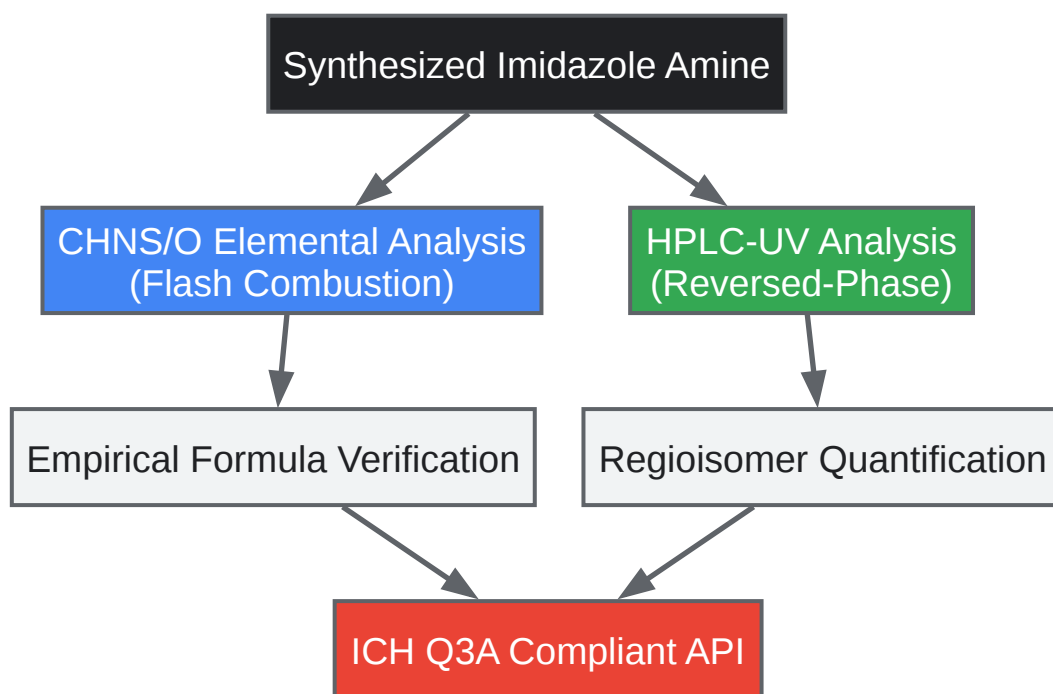 Synthesized Imidazole Amine
CHNS/O Elemental Analysis
(Flash Combustion)
HPLC-UV Analysis
(Reversed-Phase)
Empirical Formula Verification
Regioisomer Quantification
ICH Q3A Compliant API